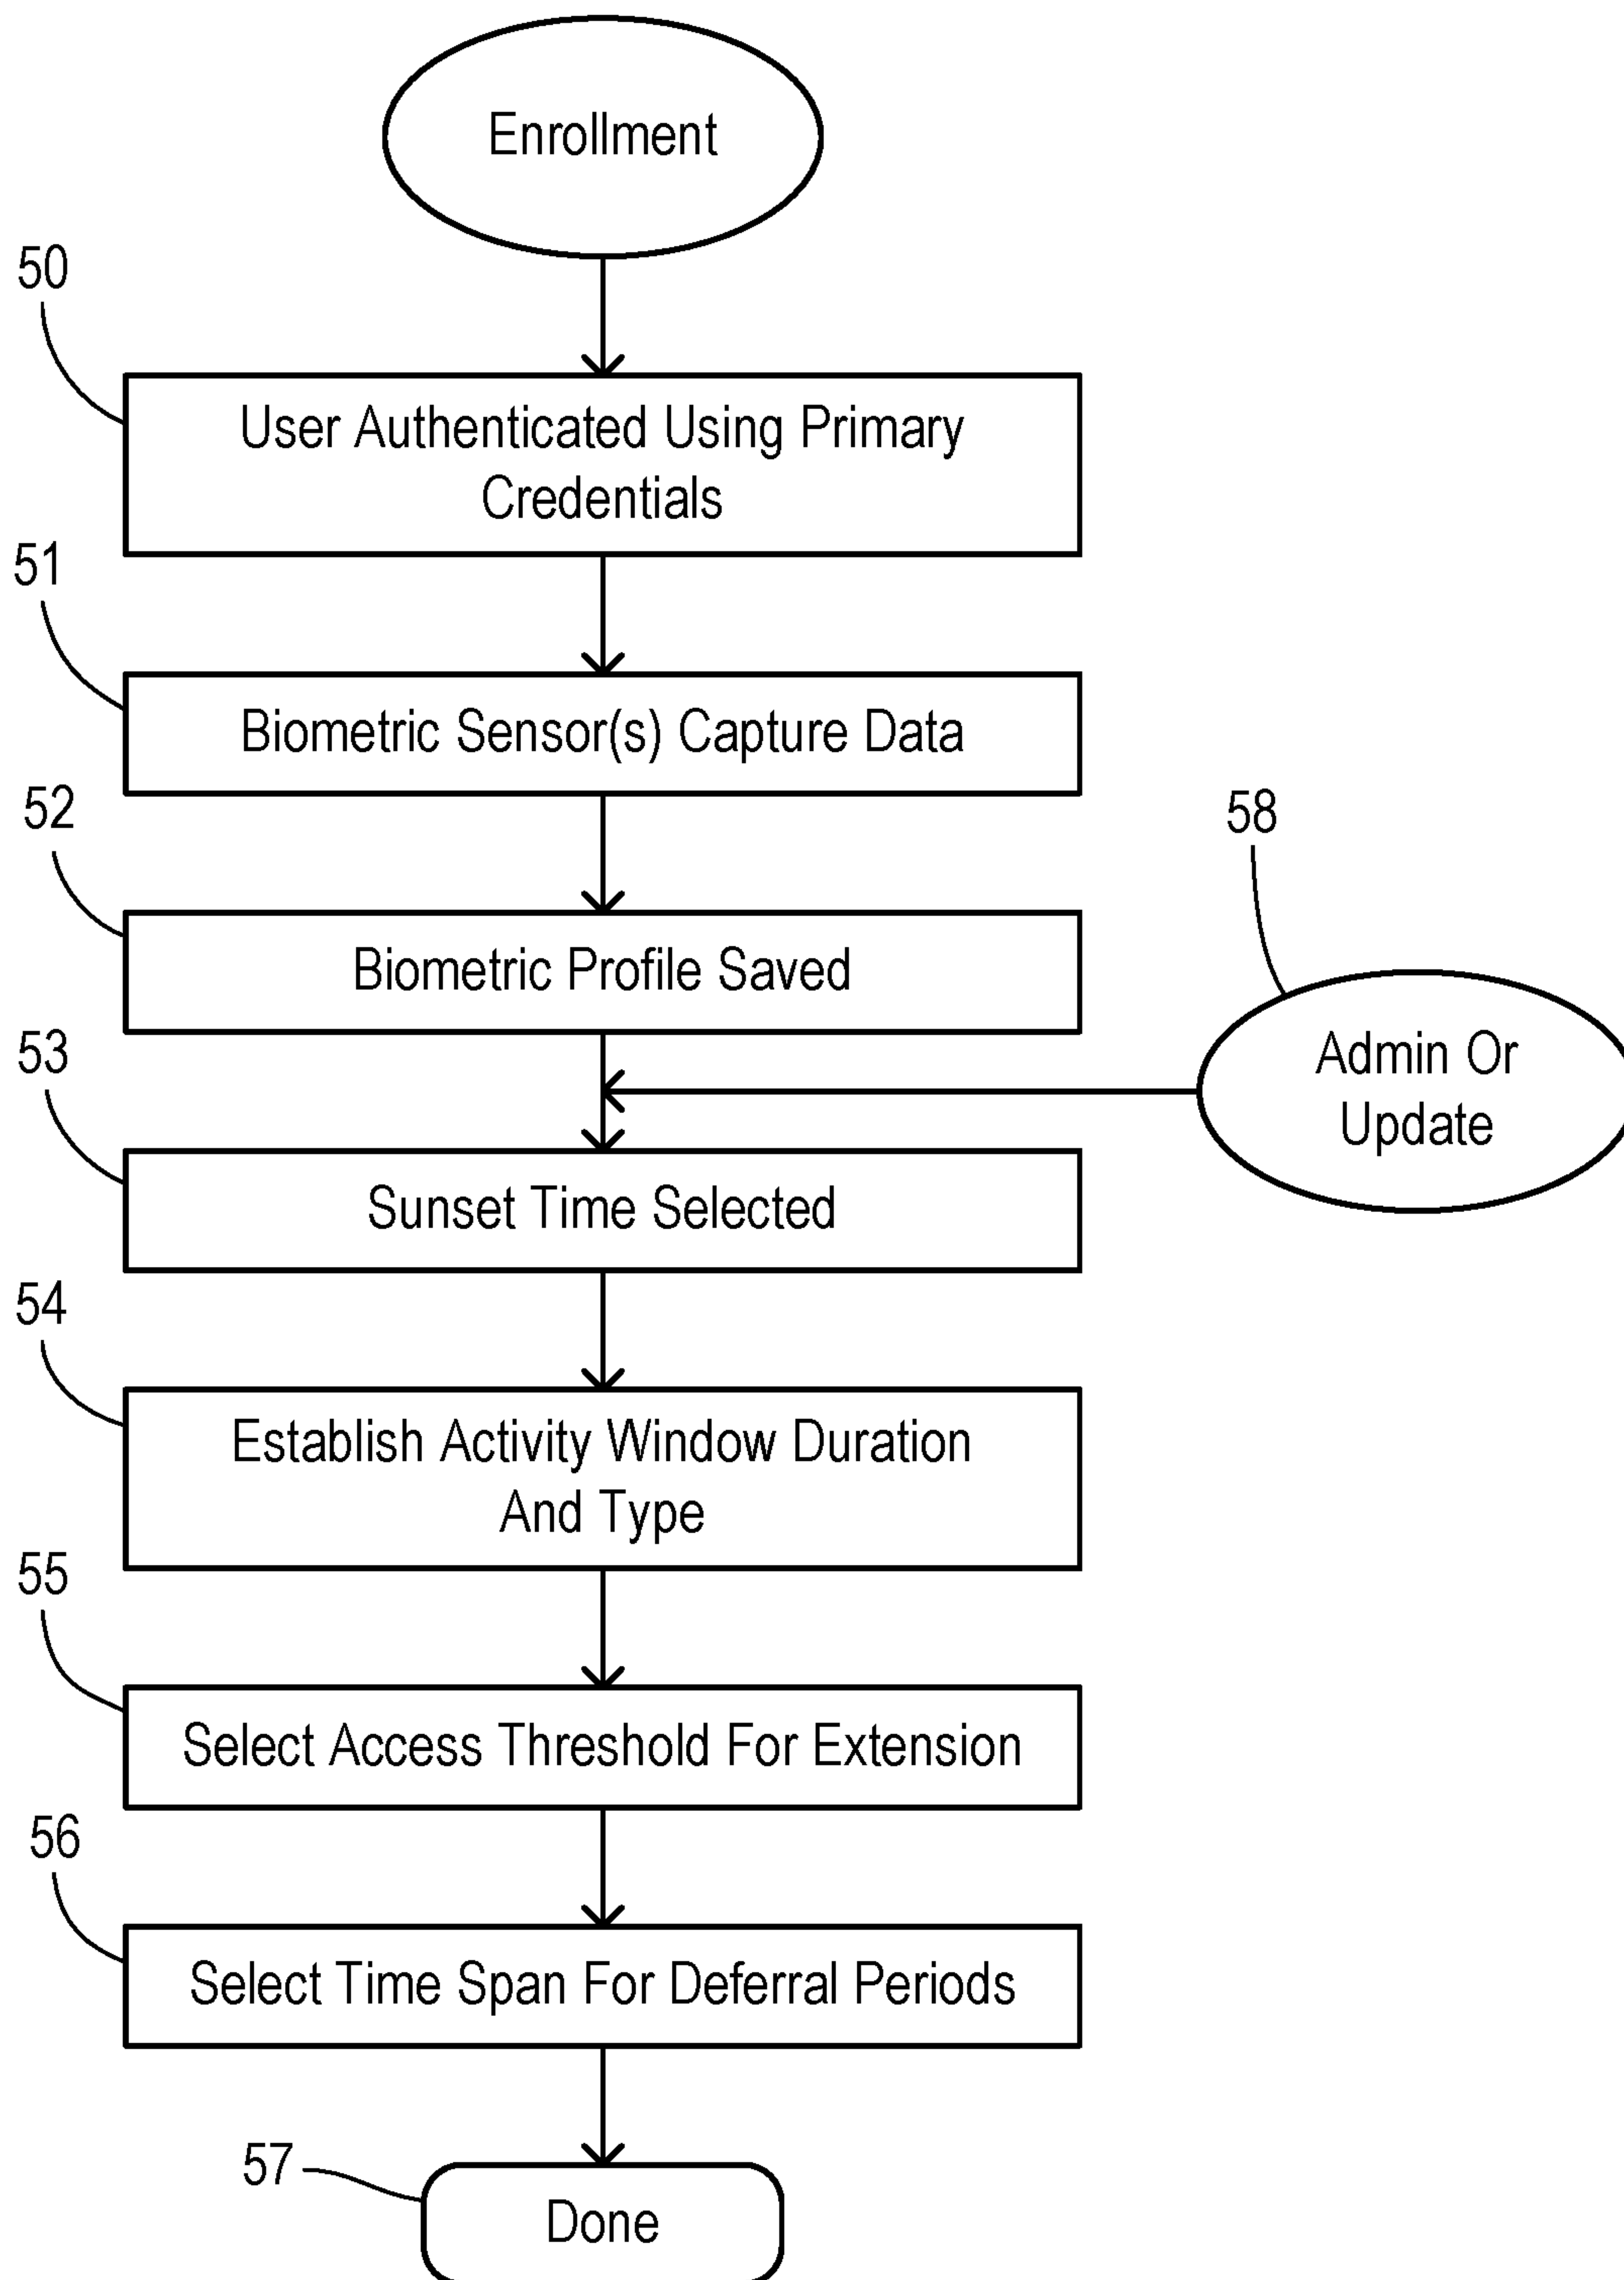 Enrollment
50
User Authenticated Using Primary
Credentials
51
Biometric Sensor(s) Capture Data
52
Biometric Profile Saved
58
Admin Or
Update
53
Sunset Time Selected
54
Establish Activity Window Duration
And Type
55
Select Access Threshold For Extension
56
Select Time Span For Deferral Periods
57
Done